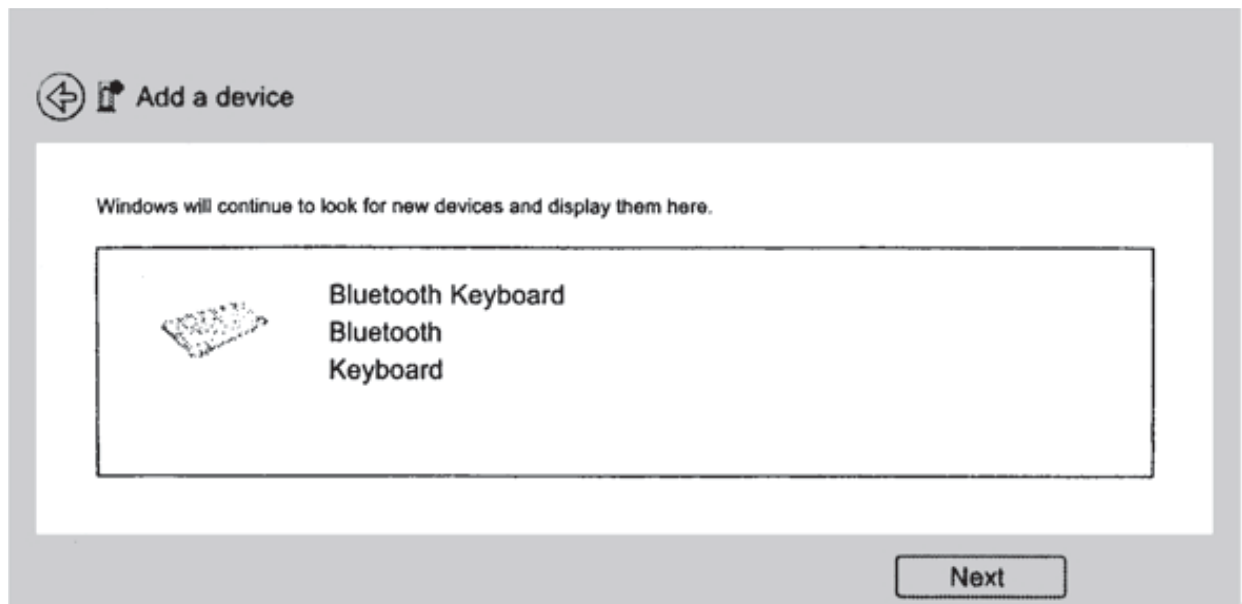 Add a device
Windows will continue to look for new devices and display them here.
Bluetooth Keyboard
Bluetooth
Keyboard
Next